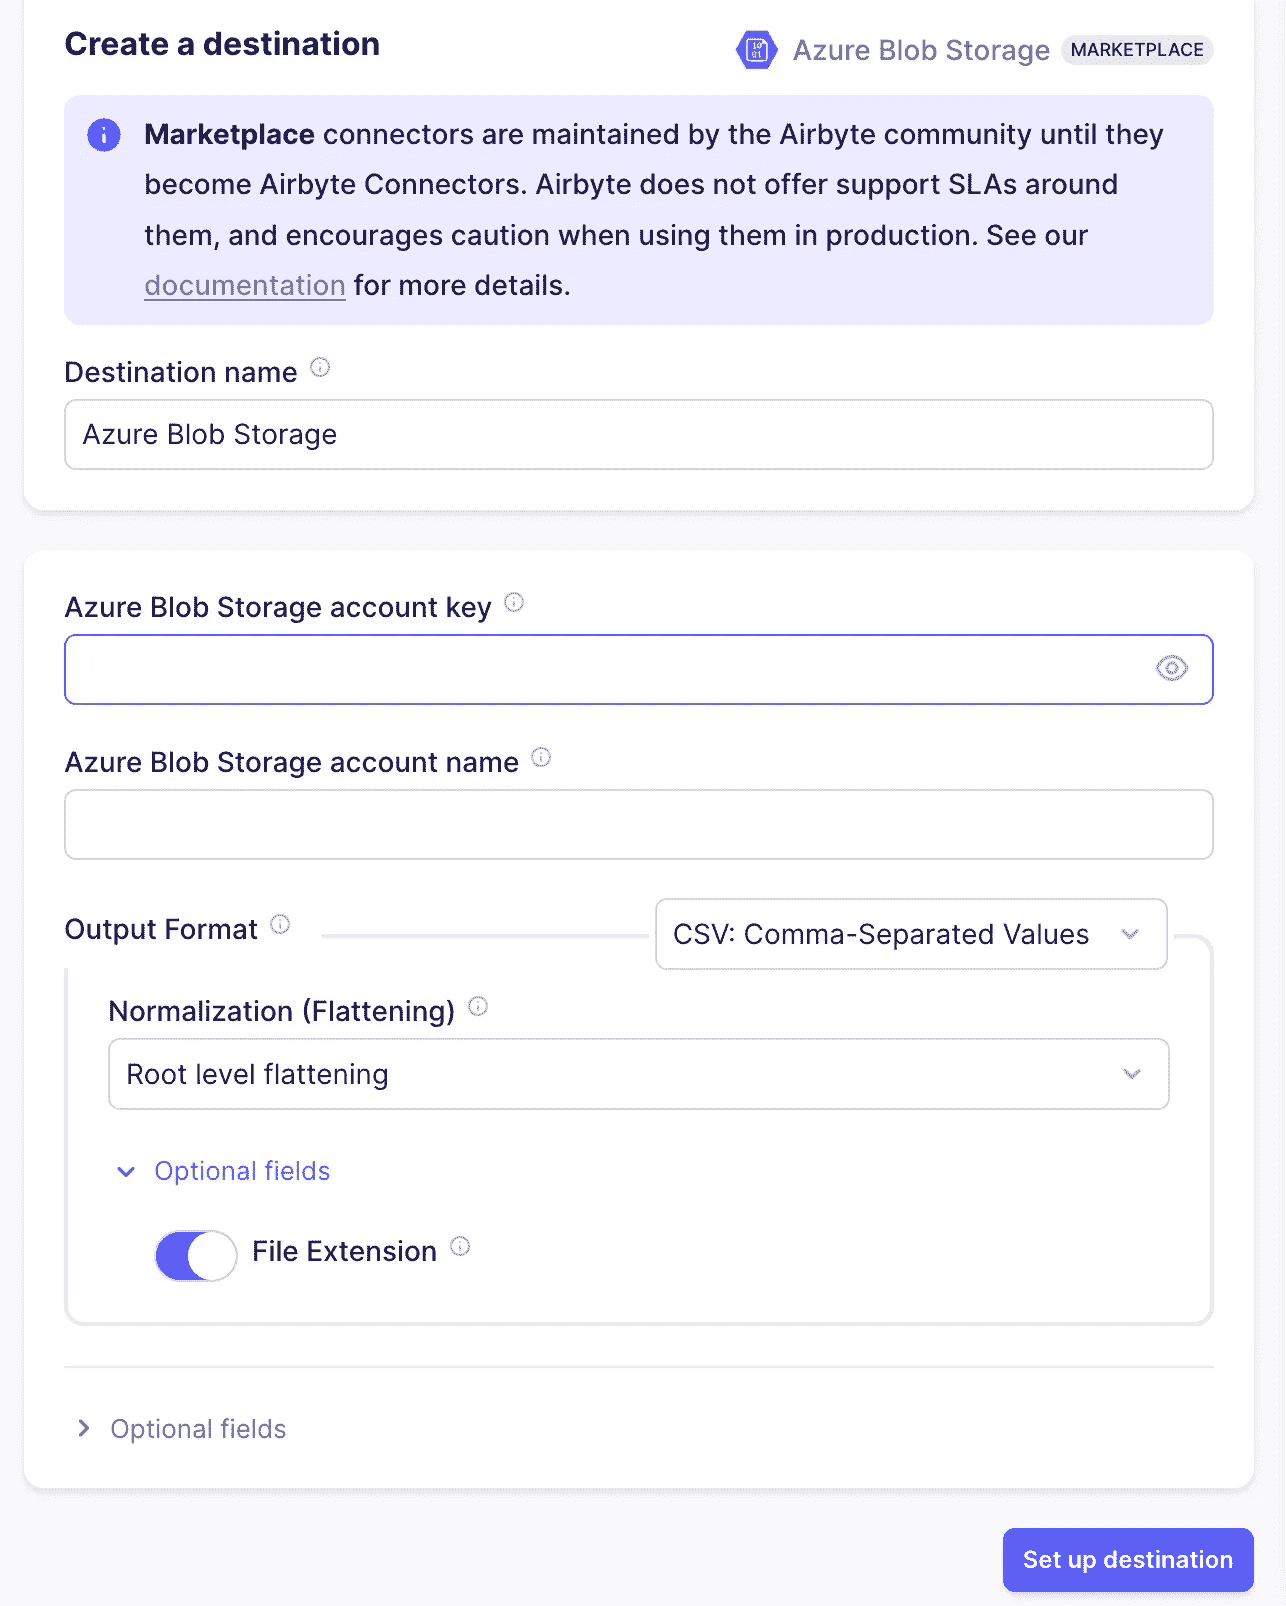 Create a destination
Azure Blob Storage MARKETPLACE
Marketplace connectors are maintained by the Airbyte community until they
become Airbyte Connectors. Airbyte does not offer support SLAs around
them, and encourages caution when using them in production. See our
documentation for more details.
Destination name
Azure Blob Storage
Azure Blob Storage account key
Azure Blob Storage account name
Output Format
CSV: Comma-Separated Values
Normalization (Flattening)
Root level flattening
Optional fields
File Extension
Optional fields
Set up destination